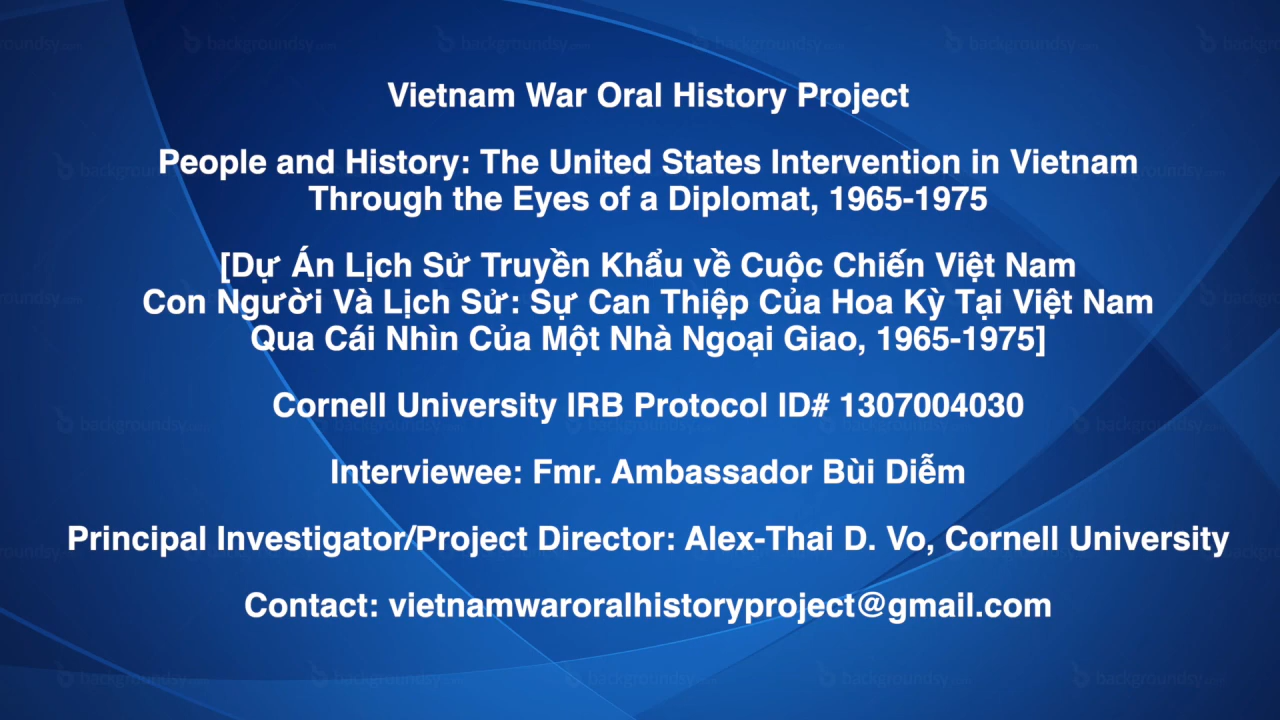 Vietnam War Oral History Project
People and History: The United States Intervention in Vietnam
Through the Eyes of a Diplomat, 1965-1975
[Dự Án Lịch Sử Truyền Khẩu về Cuộc Chiến Việt Nam
Con Người Và Lịch Sử: Sự Can Thiệp Của Hoa Kỳ Tại Việt Nam
Qua Cái Nhìn Của Một Nhà Ngoại Giao, 1965-1975]
Cornell University IRB Protocol ID# 1307004030
Interviewee: Fmr. Ambassador Bùi Diễm
Principal Investigator/Project Director: Alex-Thai D. Vo, Cornell University
Contact: vietnamwaroralhistoryproject@gmail.com